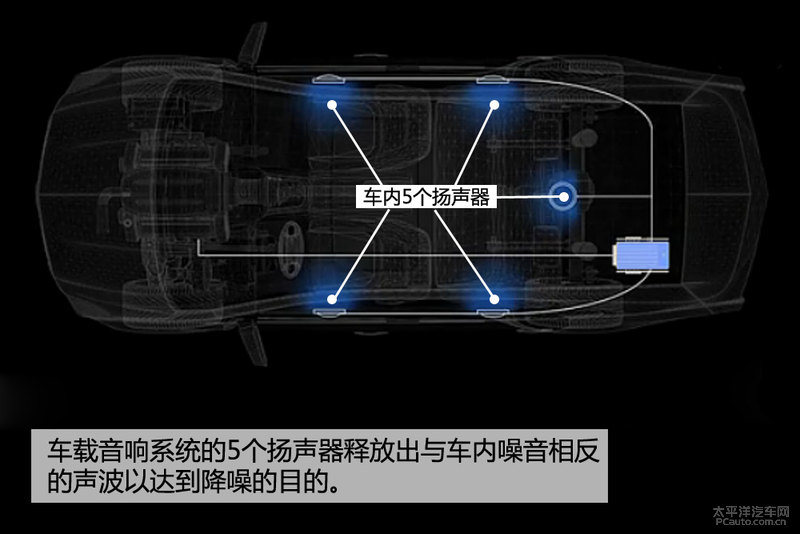 车内5个扬声器
车载音响系统的5个扬声器释放出与车内噪音相反
的声波以达到降噪的目的。
太平洋汽车网
PCauto.com.cn